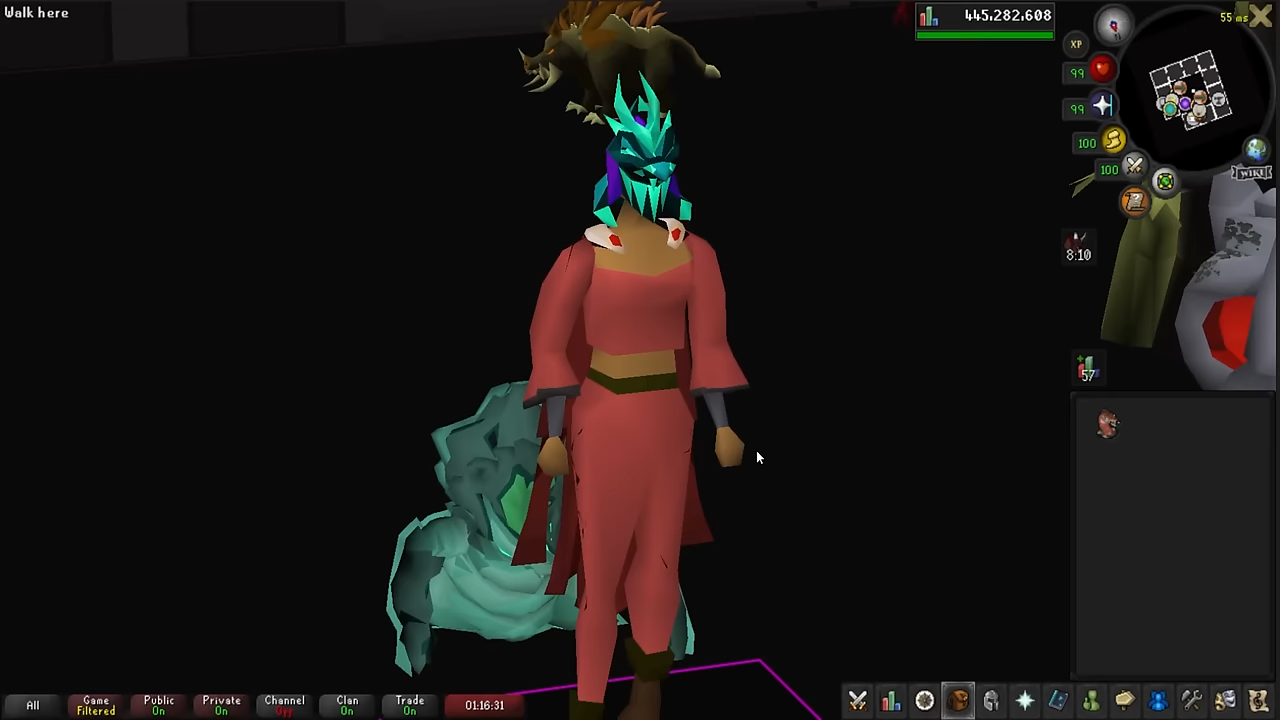 Walk here
445,282,608
55 ms
XP
99
99
100
100
WIKI
8:10
57
All
Game
Filtered
Public
On
Private
On
Channel
Off
Clan
On
Trade
On
01:16:31